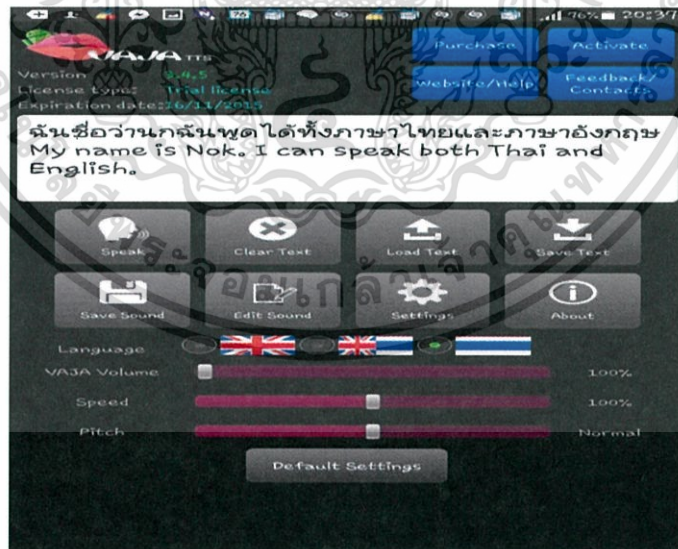 76% 20:37
VAJA TTS
Purchase
Activate
Version 3.4.5
License type: Trial license
Expiration date: 16/11/2015
Website/Help
Feedback/
Contacts
ฉันชื่อว่านกฉันพูดได้ทั้งภาษาไทยและภาษาอังกฤษ
My name is Nok. I can speak both Thai and
English.
Speak
Clear Text
Load Text
Save Text
Save Sound
Edit Sound
Settings
About
Language
VAJA Volume 100%
Speed 100%
Pitch Normal
Default Settings